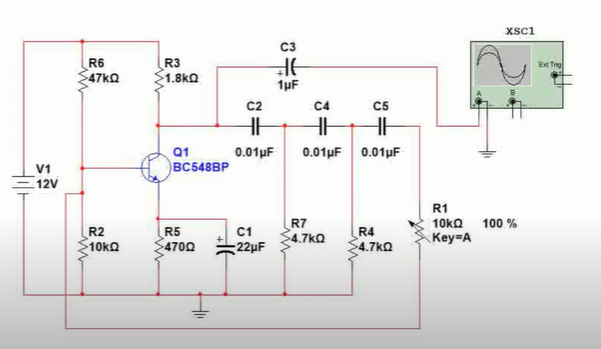 XSC1
Ext Trig
A
B
C3
1µF
R6
47kΩ
R3
1.8kΩ
C2
0.01µF
C4
0.01µF
C5
0.01µF
Q1
BC548BP
V1
12V
R2
10kΩ
R5
470Ω
C1
22µF
R7
4.7kΩ
R4
4.7kΩ
R1
10kΩ 100 %
Key=A